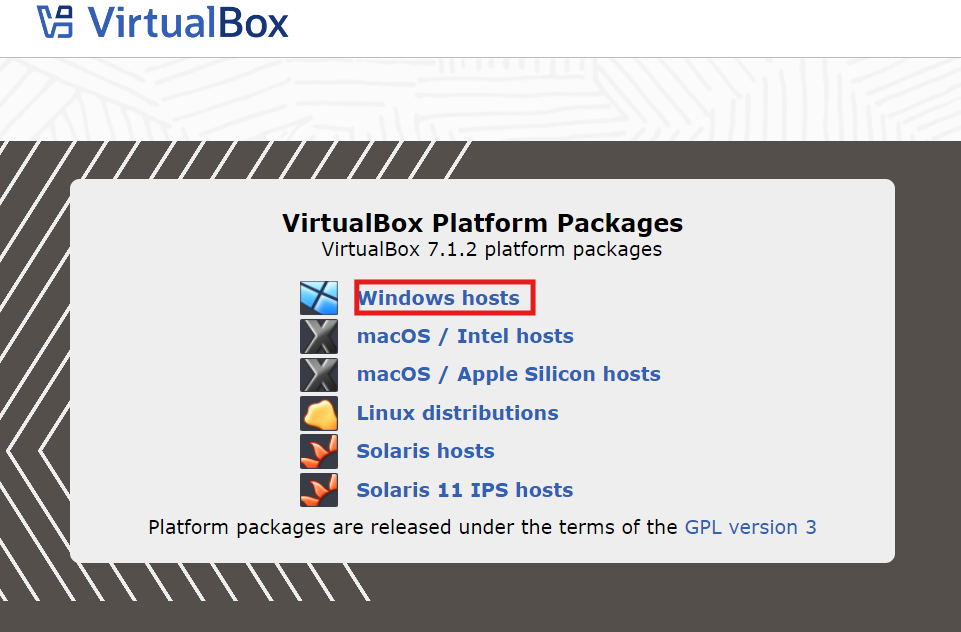 VirtualBox
VirtualBox Platform Packages
VirtualBox 7.1.2 platform packages
Windows hosts
macOS / Intel hosts
macOS / Apple Silicon hosts
Linux distributions
Solaris hosts
Solaris 11 IPS hosts
Platform packages are released under the terms of the GPL version 3